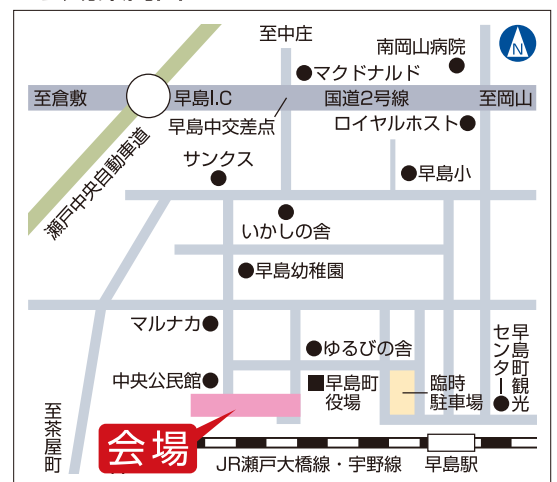 至中庄
南岡山病院
N
マクドナルド
至倉敷
早島I.C
国道2号線
至岡山
早島中交差点
ロイヤルホスト
瀬戸中央自動車道
サンクス
早島小
いかしの舎
早島幼稚園
マルナカ
ゆるびの舎
早島町観光
センター
中央公民館
早島町
役場
臨時
駐車場
至茶屋町
会場
JR瀬戸大橋線・宇野線
早島駅